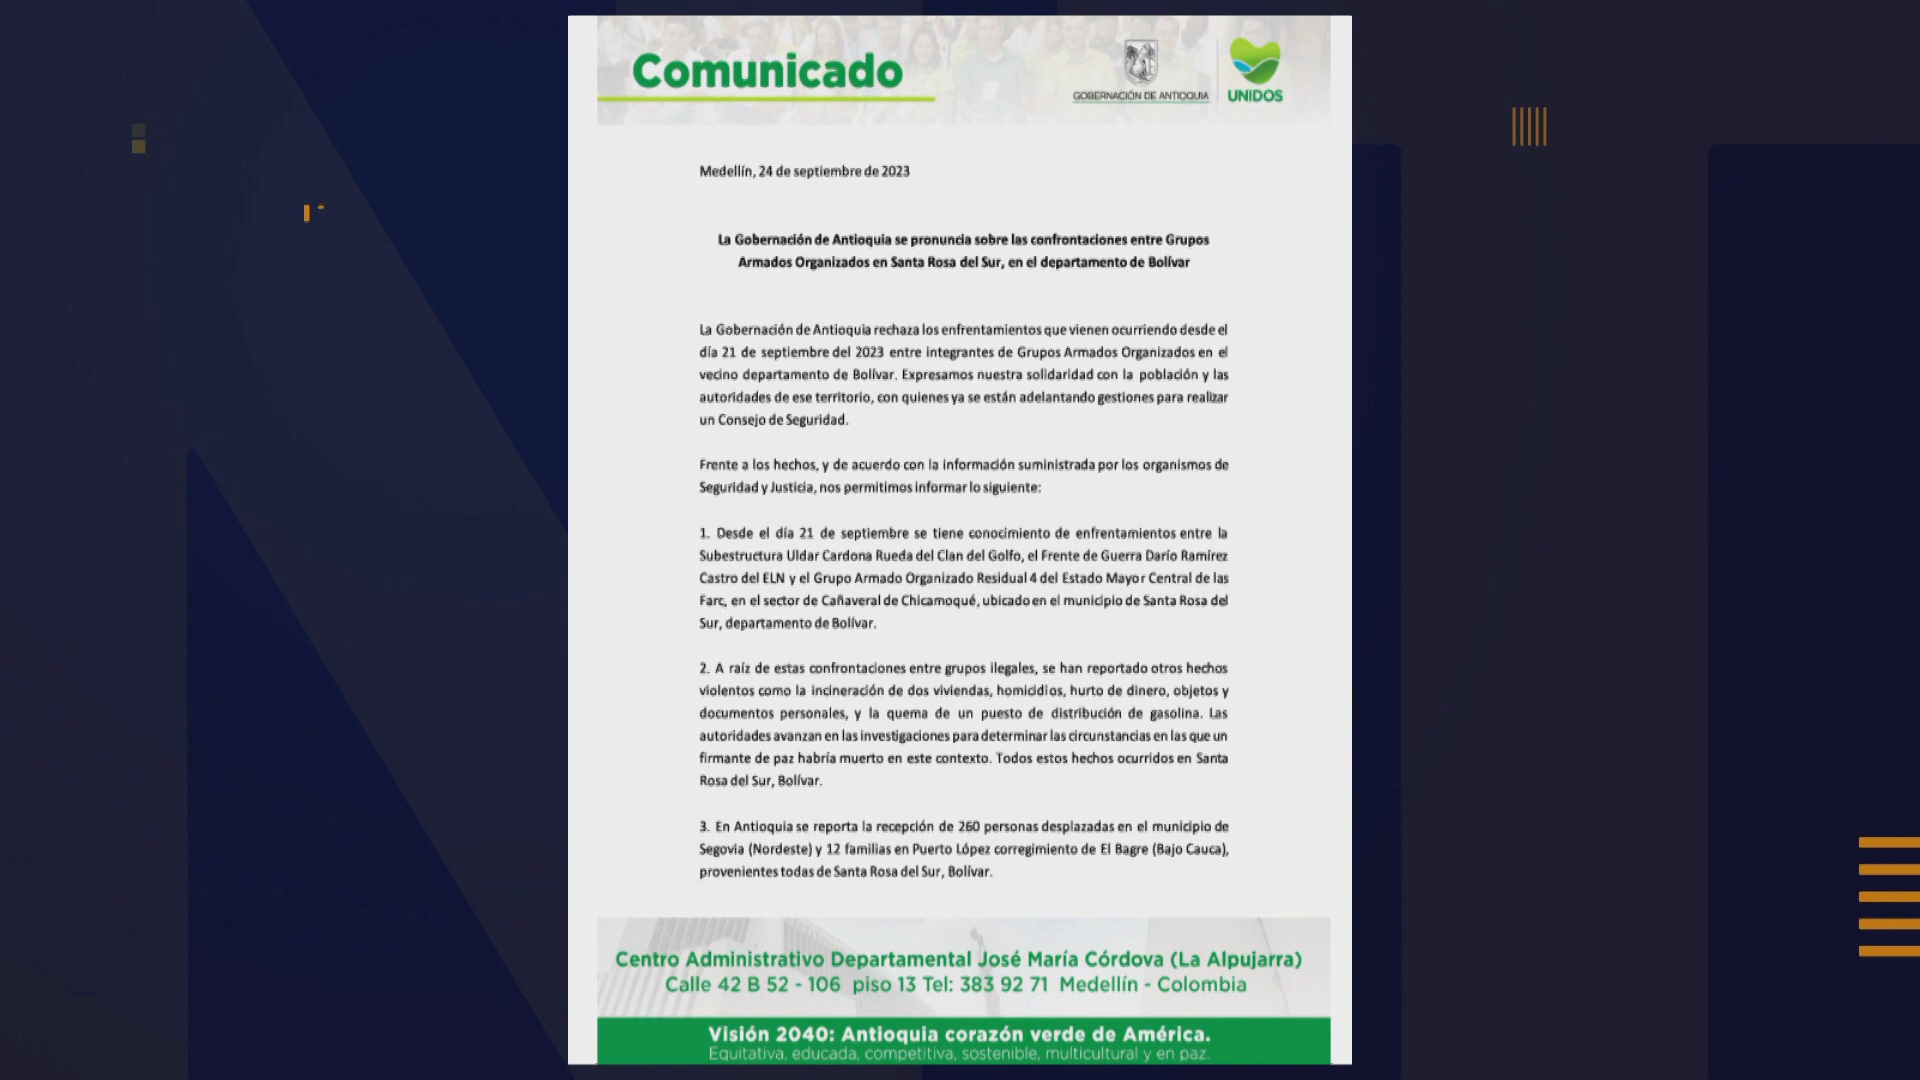 Comunicado
GOBERNACIÓN DE ANTIOQUIA
UNIDOS
Medellín, 24 de septiembre de 2023
La Gobernación de Antioquia se pronuncia sobre las confrontaciones entre Grupos
Armados Organizados en Santa Rosa del Sur, en el departamento de Bolívar
La Gobernación de Antioquia rechaza los enfrentamientos que vienen ocurriendo desde el
día 21 de septiembre del 2023 entre integrantes de Grupos Armados Organizados en el
vecino departamento de Bolívar. Expresamos nuestra solidaridad con la población y las
autoridades de ese territorio, con quienes ya se están adelantando gestiones para realizar
un Consejo de Seguridad.
Frente a los hechos, y de acuerdo con la información suministrada por los organismos de
Seguridad y Justicia, nos permitimos informar lo siguiente:
1. Desde el día 21 de septiembre se tiene conocimiento de enfrentamientos entre la
Subestructura Uldar Cardona Rueda del Clan del Golfo, el Frente de Guerra Darío Ramírez
Castro del ELN y el Grupo Armado Organizado Residual 4 del Estado Mayor Central de las
Farc, en el sector de Cañaveral de Chicamoqué, ubicado en el municipio de Santa Rosa del
Sur, departamento de Bolívar.
2. A raíz de estas confrontaciones entre grupos ilegales, se han reportado otros hechos
violentos como la incineración de dos viviendas, homicidios, hurto de dinero, objetos y
documentos personales, y la quema de un puesto de distribución de gasolina. Las
autoridades avanzan en las investigaciones para determinar las circunstancias en las que un
firmante de paz habría muerto en este contexto. Todos estos hechos ocurridos en Santa
Rosa del Sur, Bolívar.
3. En Antioquia se reporta la recepción de 260 personas desplazadas en el municipio de
Segovia (Nordeste) y 12 familias en Puerto López corregimiento de El Bagre (Bajo Cauca),
provenientes todas de Santa Rosa del Sur, Bolívar.
Centro Administrativo Departamental José María Córdova (La Alpujarra)
Calle 42 B 52 - 106 piso 13 Tel: 383 92 71 Medellín - Colombia
Visión 2040: Antioquia corazón verde de América.
Equitativa, educada, competitiva, sostenible, multicultural y en paz.